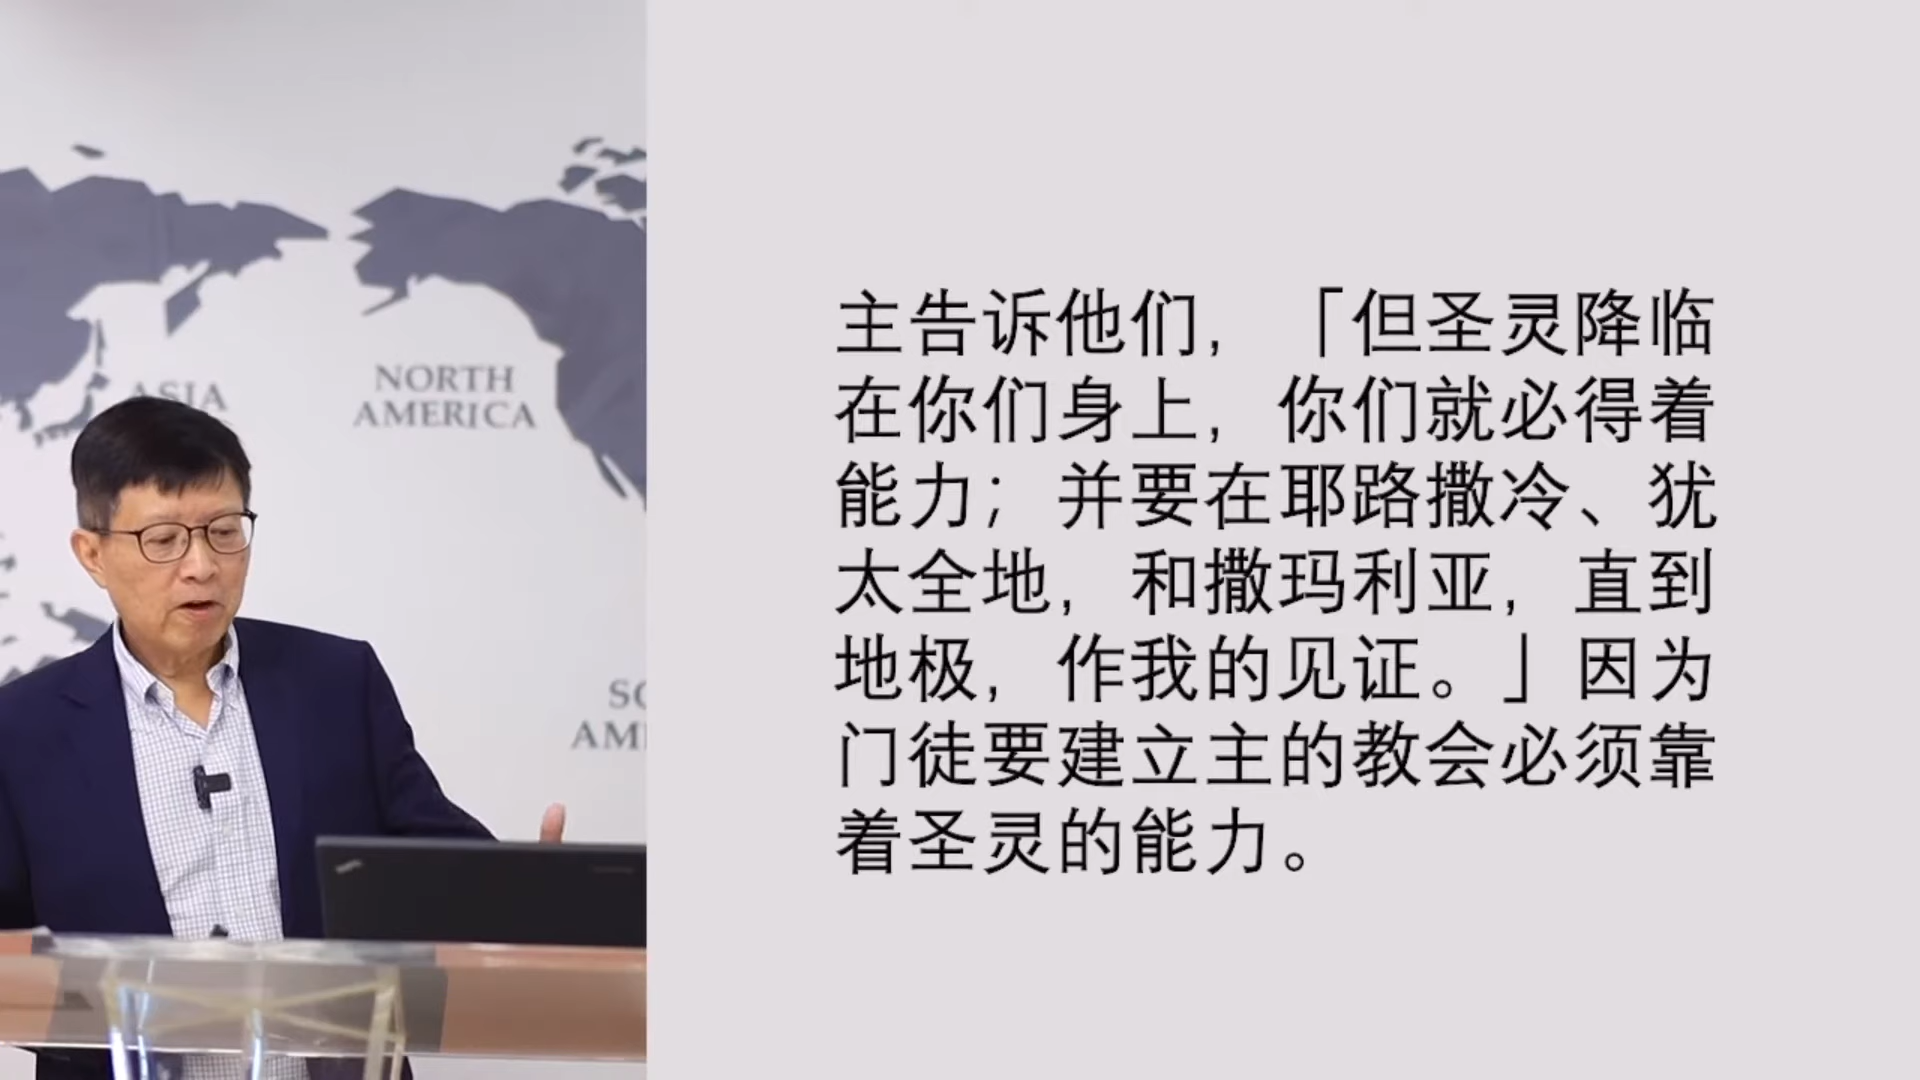 ASIA
NORTH
AMERICA
主告诉他们，「但圣灵降临
在你们身上，你们就必得着
能力；并要在耶路撒冷、犹
太全地，和撒玛利亚，直到
地极，作我的见证。」因为
门徒要建立主的教会必须靠
着圣灵的能力。